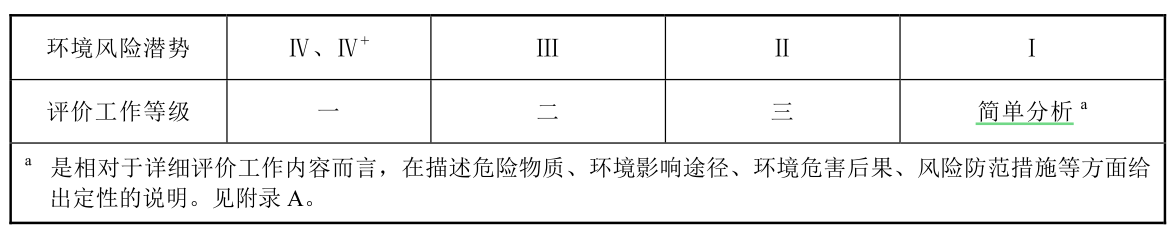 环境风险潜势 Ⅳ、Ⅳ⁺ Ⅲ Ⅱ Ⅰ
评价工作等级 一 二 三 简单分析 ᵃ
ᵃ 是相对于详细评价工作内容而言，在描述危险物质、环境影响途径、环境危害后果、风险防范措施等方面给
出定性的说明。见附录 A。